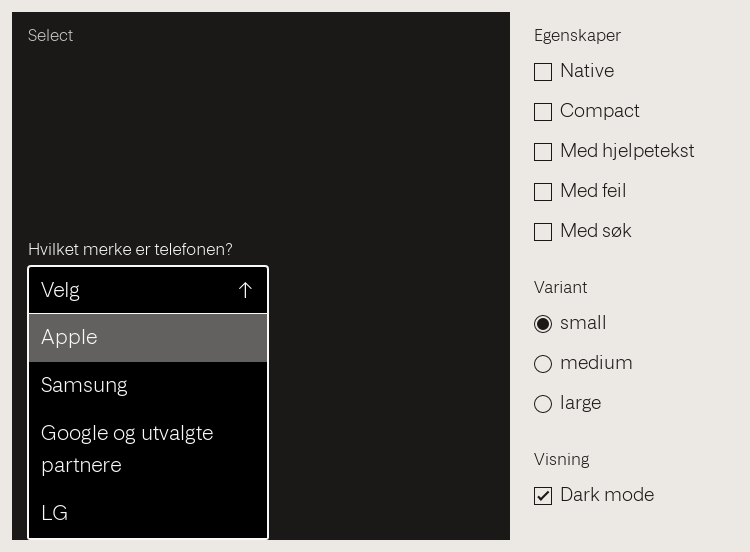 Select
Hvilket merke er telefonen?
Velg
Apple
Samsung
Google og utvalgte
partnere
LG
Egenskaper
Native
Compact
Med hjelpetekst
Med feil
Med søk
Variant
small
medium
large
Visning
Dark mode